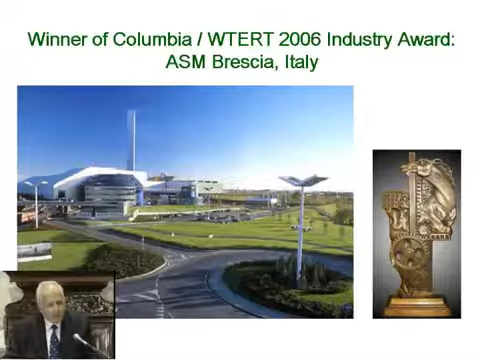 Winner of Columbia / WTERT 2006 Industry Award:
ASM Brescia, Italy